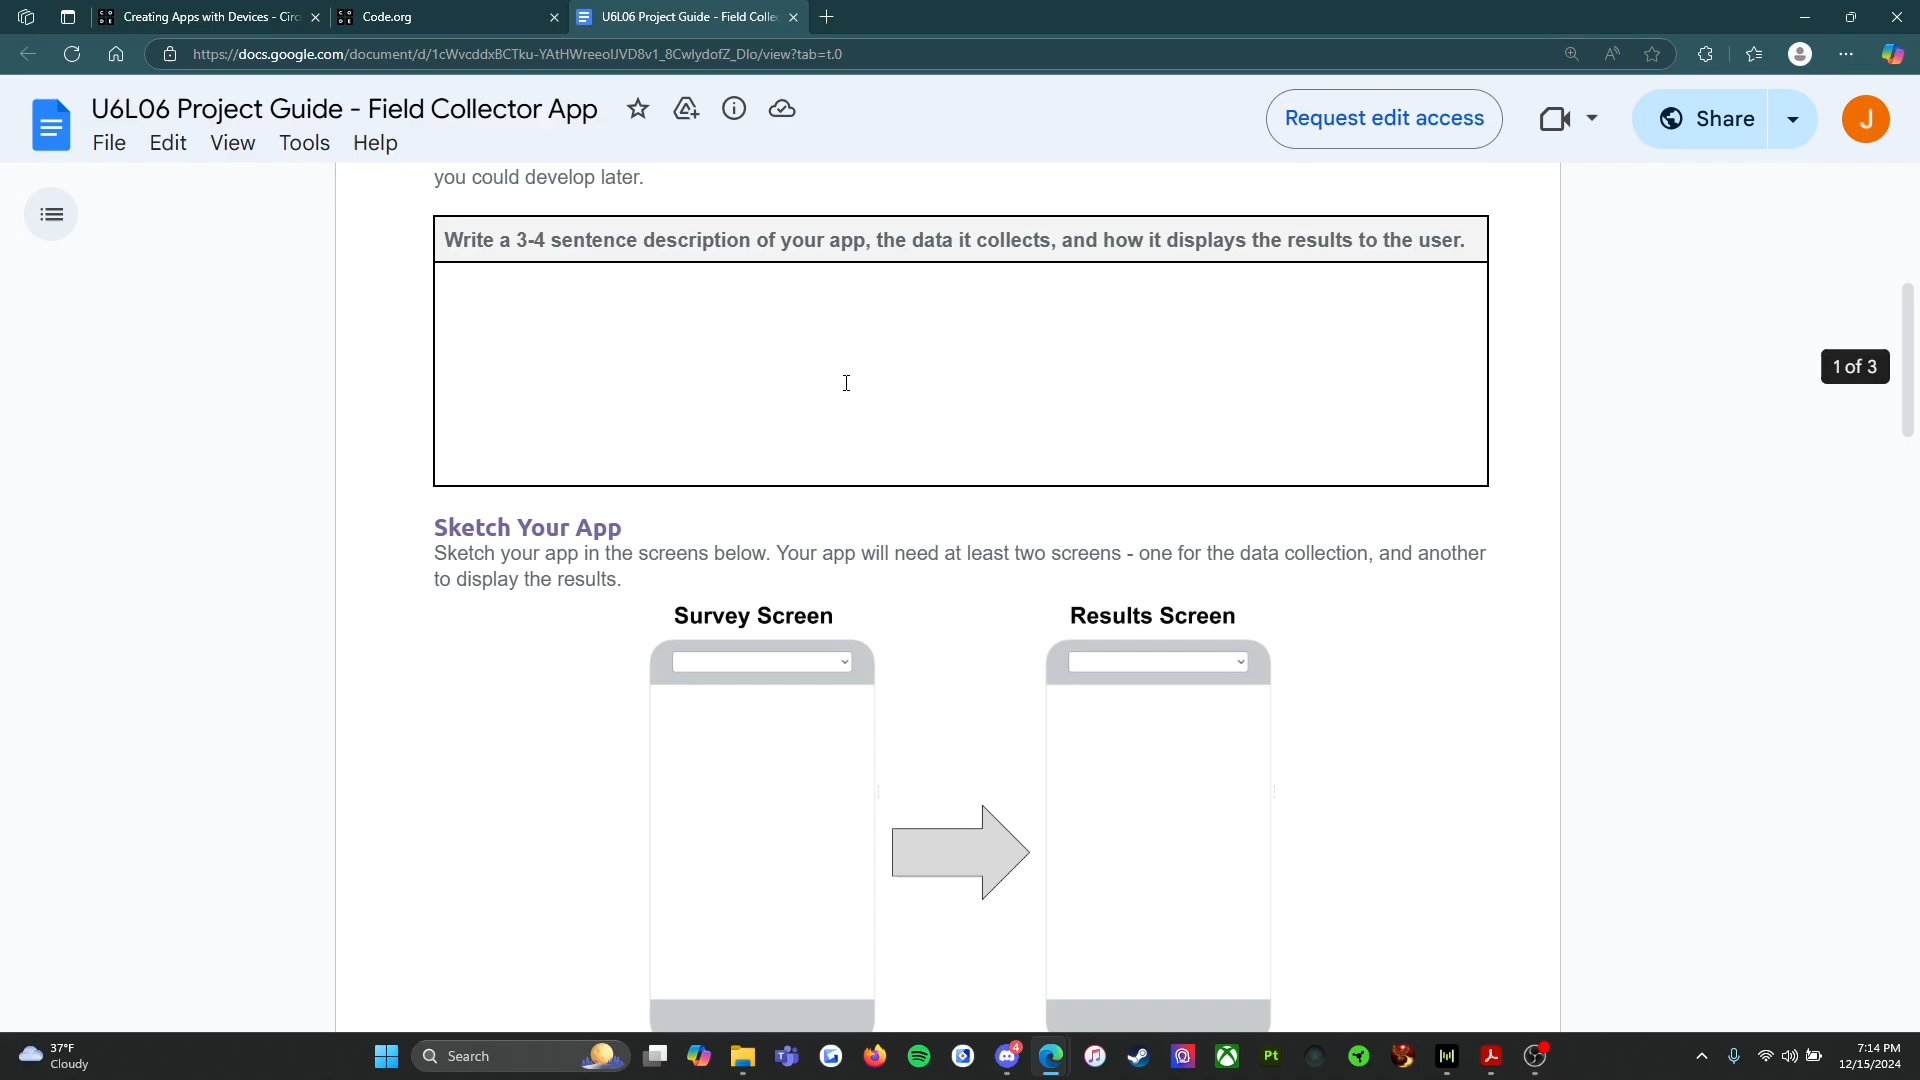 Creating Apps with Devices - Circ
Code.org
U6L06 Project Guide - Field Collec
https://docs.google.com/document/d/
/view?tab=t.0
U6L06 Project Guide - Field Collector App
File Edit View Tools Help
Request edit access
Share
J
you could develop later.
Write a 3-4 sentence description of your app, the data it collects, and how it displays the results to the user.
1 of 3
Sketch Your App
Sketch your app in the screens below. Your app will need at least two screens - one for the data collection, and another
to display the results.
Survey Screen
Results Screen
37°F
Cloudy
Search
4
Pt
7:14 PM
12/15/2024